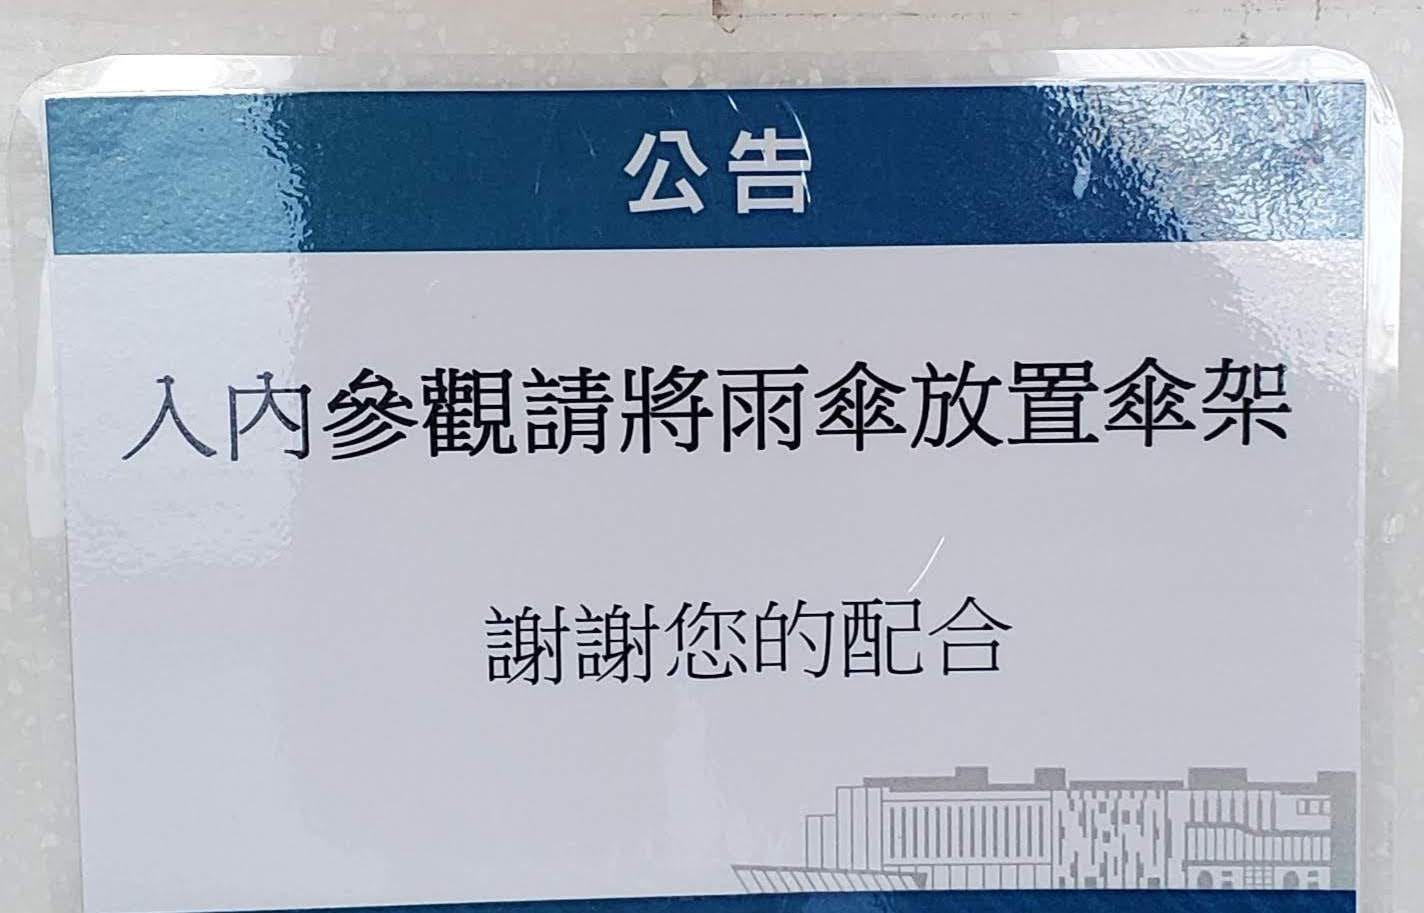 公告
入內參觀請將雨傘放置傘架
謝謝您的配合